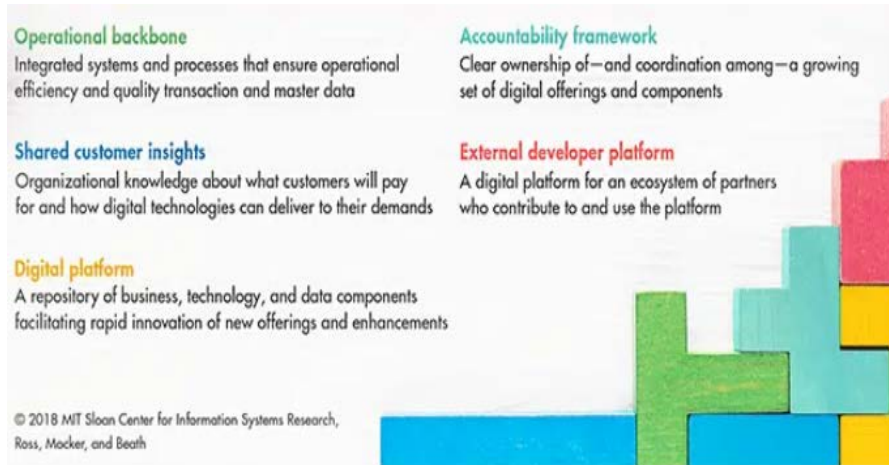 Operational backbone
Integrated systems and processes that ensure operational
efficiency and quality transaction and master data
Shared customer insights
Organizational knowledge about what customers will pay
for and how digital technologies can deliver to their demands
Digital platform
A repository of business, technology, and data components
facilitating rapid innovation of new offerings and enhancements
© 2018 MIT Sloan Center for Information Systems Research,
Ross, Mocker, and Beath
Accountability framework
Clear ownership of—and coordination among—a growing
set of digital offerings and components
External developer platform
A digital platform for an ecosystem of partners
who contribute to and use the platform